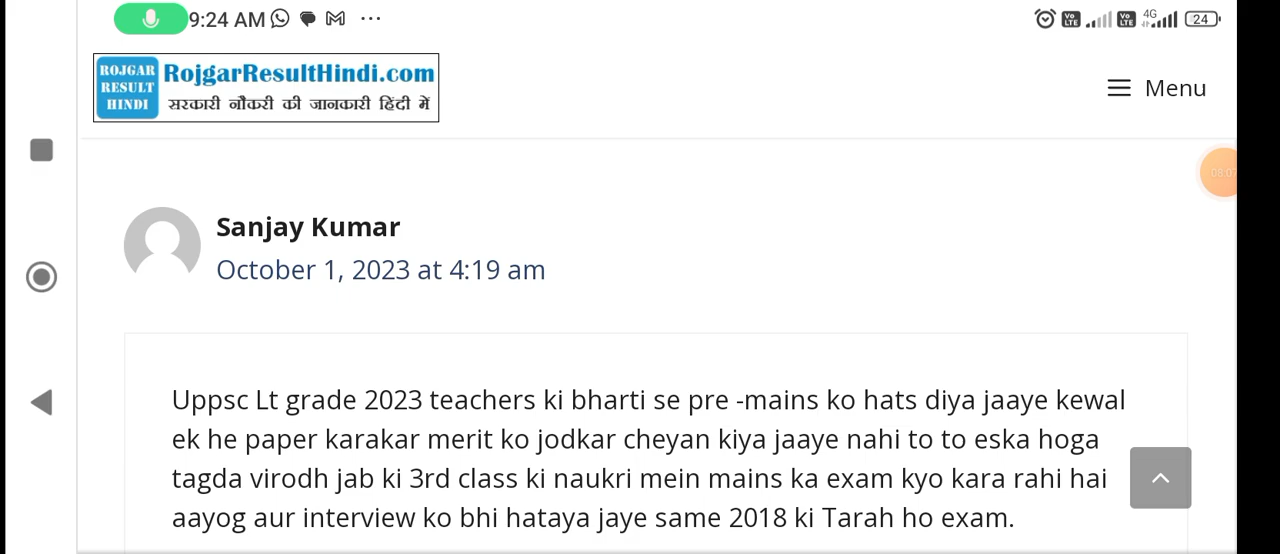 9:24 AM
4G
24
ROJGAR
RESULT
HINDI
RojgarResultHindi.com
सरकारी नौकरी की जानकारी हिंदी में
Menu
Sanjay Kumar
October 1, 2023 at 4:19 am
Uppsc Lt grade 2023 teachers ki bharti se pre -mains ko hats diya jaaye kewal
ek he paper karakar merit ko jodkar cheyan kiya jaaye nahi to to eska hoga
tagda virodh jab ki 3rd class ki naukri mein mains ka exam kyo kara rahi hai
aayog aur interview ko bhi hataya jaye same 2018 ki Tarah ho exam.